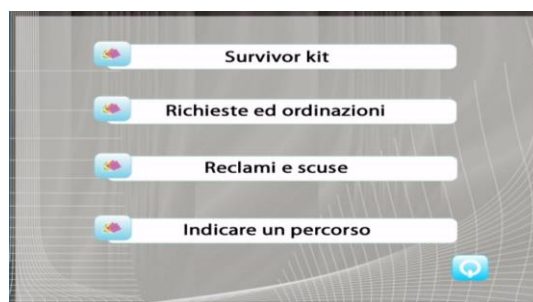 Survivor kit
Richieste ed ordinazioni
Reclami e scuse
Indicare un percorso